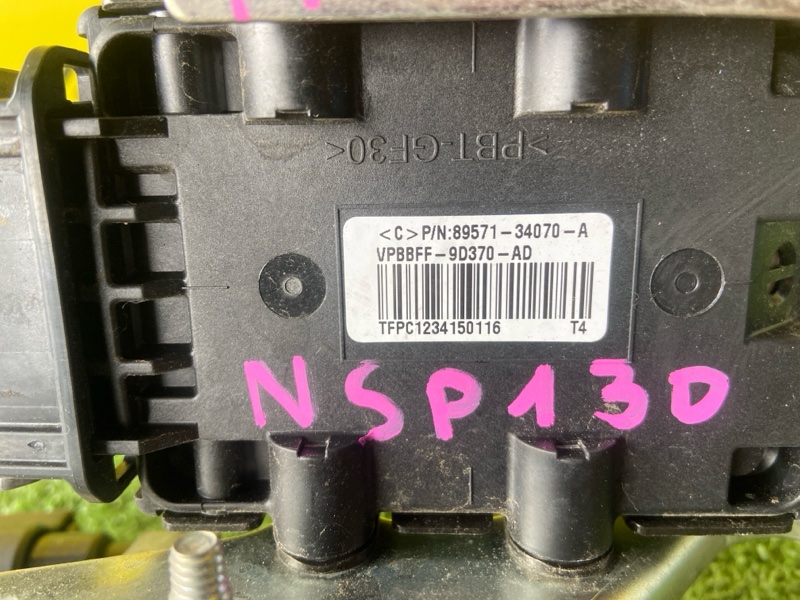 >PBT-GF30<
<C>P/N:89571-34070-A
VPBBFF-9D370-AD
TFPC1234150116 T4
NSP130